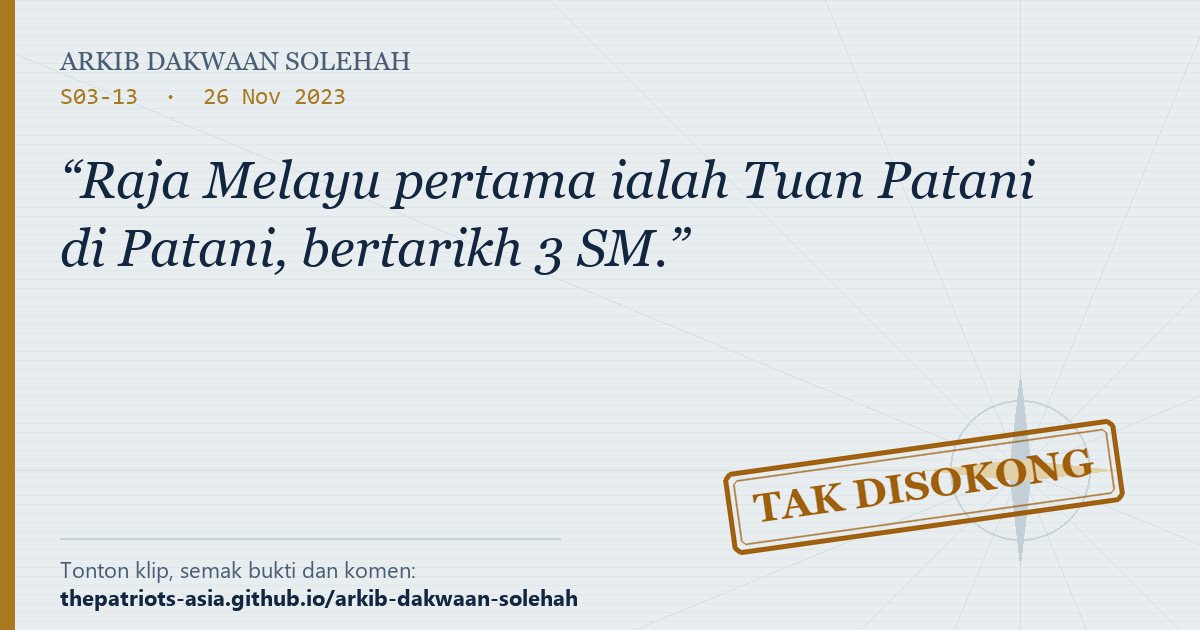 ARKIB DAKWAAN SOLEHAH
S03-13 · 26 Nov 2023
“Raja Melayu pertama ialah Tuan Patani
di Patani, bertarikh 3 SM.”
TAK DISOKONG
Tonton klip, semak bukti dan komen:
thepatriots-asia.github.io/arkib-dakwaan-solehah